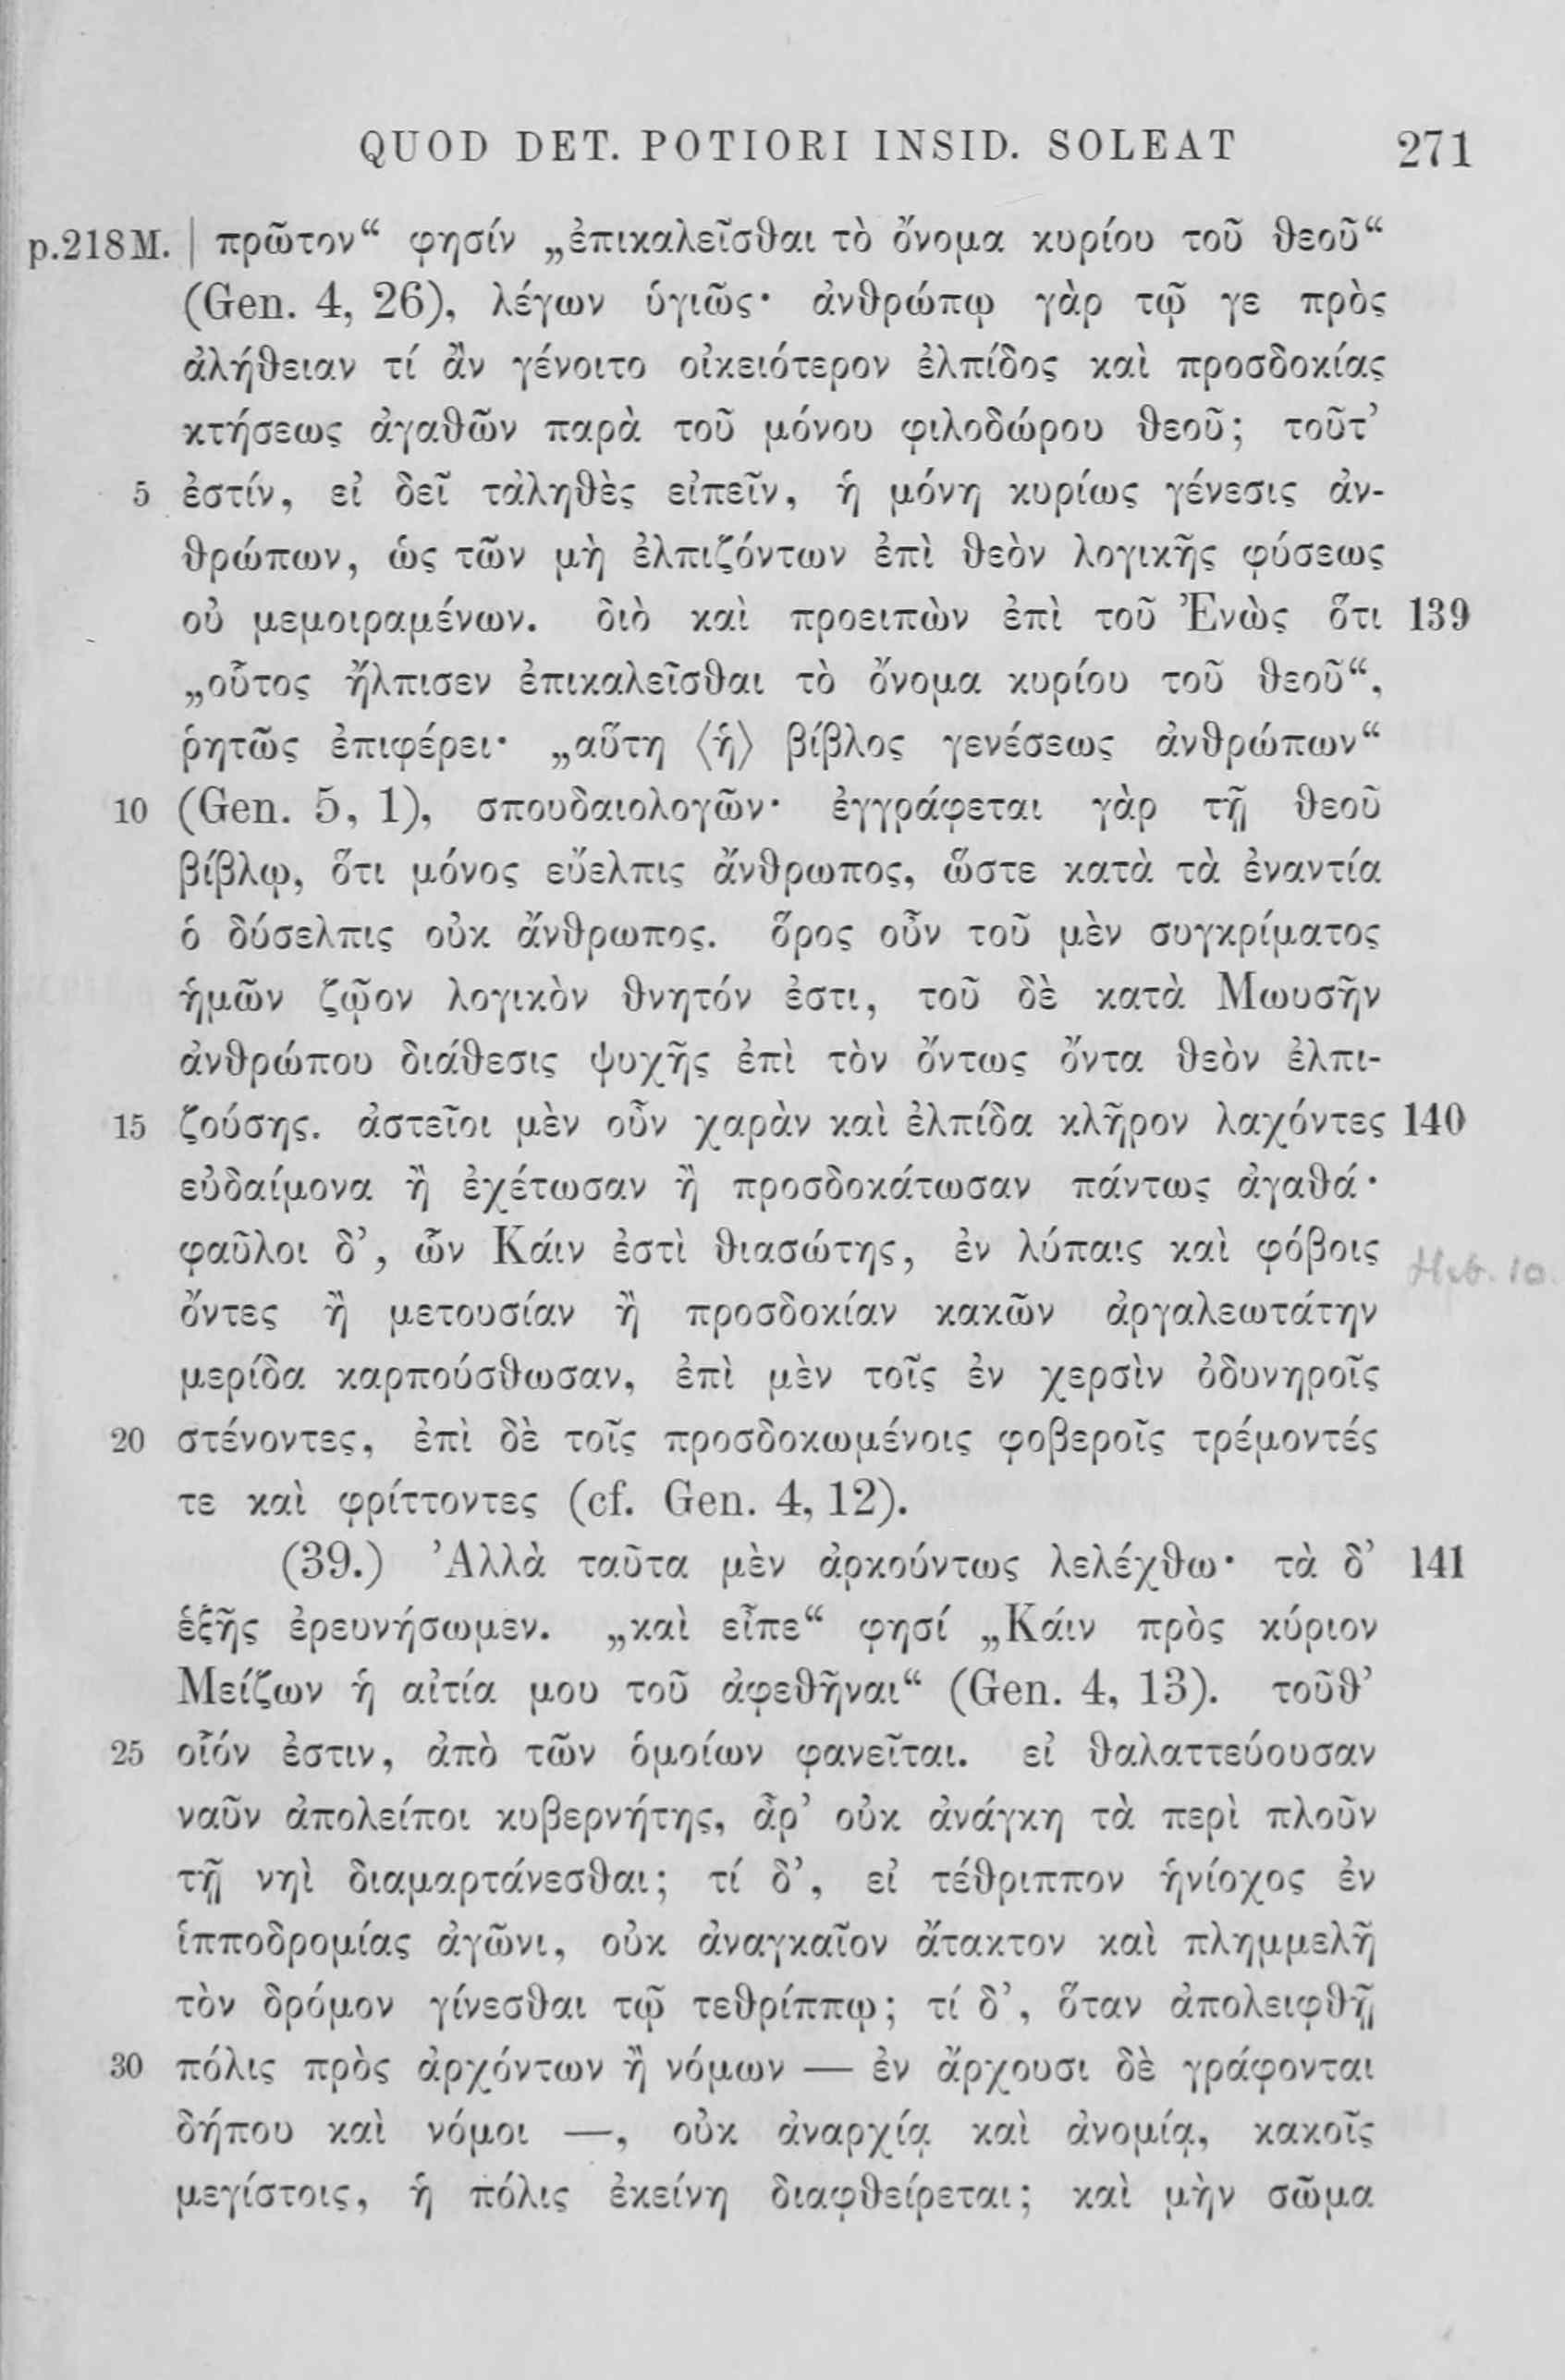 QUOD DET. POTIORI INSID. SOLEAT 271
p.218M. | πρῶτον“ φησίν „ἐπικαλεῖσθαι τὸ ὄνομα κυρίου τοῦ θεοῦ“
(Gen. 4, 26), λέγων ὑγιῶς· ἀνθρώπῳ γὰρ τῷ γε πρὸς
ἀλήθειαν τί ἂν γένοιτο οἰκειότερον ἐλπίδος καὶ προσδοκίας
κτήσεως ἀγαθῶν παρὰ τοῦ μόνου φιλοδώρου θεοῦ; τοῦτ’
5 ἐστίν, εἰ δεῖ τἀληθὲς εἰπεῖν, ἡ μόνη κυρίως γένεσις ἀν-
θρώπων, ὡς τῶν μὴ ἐλπιζόντων ἐπὶ θεὸν λογικῆς φύσεως
οὐ μεμοιραμένων. διὸ καὶ προειπὼν ἐπὶ τοῦ Ἐνὼς ὅτι 139
„οὗτος ἤλπισεν ἐπικαλεῖσθαι τὸ ὄνομα κυρίου τοῦ θεοῦ“,
ῥητῶς ἐπιφέρει· „αὕτη ⟨ἡ⟩ βίβλος γενέσεως ἀνθρώπων“
10 (Gen. 5, 1), σπουδαιολογῶν· ἐγγράφεται γὰρ τῇ θεοῦ
βίβλῳ, ὅτι μόνος εὔελπις ἄνθρωπος, ὥστε κατὰ τὰ ἐναντία
ὁ δύσελπις οὐκ ἄνθρωπος. ὅρος οὖν τοῦ μὲν συγκρίματος
ἡμῶν ζῷον λογικὸν θνητόν ἐστι, τοῦ δὲ κατὰ Μωυσῆν
ἀνθρώπου διάθεσις ψυχῆς ἐπὶ τὸν ὄντως ὄντα θεὸν ἐλπι-
15 ζούσης. ἀστεῖοι μὲν οὖν χαρὰν καὶ ἐλπίδα κλῆρον λαχόντες 140
εὐδαίμονα ἢ ἐχέτωσαν ἢ προσδοκάτωσαν πάντως ἀγαθά·
φαῦλοι δ’, ὧν Κάιν ἐστὶ θιασώτης, ἐν λύπαις καὶ φόβοις
Heb. 10.
ὄντες ἢ μετουσίαν ἢ προσδοκίαν κακῶν ἀργαλεωτάτην
μερίδα καρπούσθωσαν, ἐπὶ μὲν τοῖς ἐν χερσὶν ὀδυνηροῖς
20 στένοντες, ἐπὶ δὲ τοῖς προσδοκωμένοις φοβεροῖς τρέμοντές
τε καὶ φρίττοντες (cf. Gen. 4, 12).
(39.) Ἀλλὰ ταῦτα μὲν ἀρκούντως λελέχθω· τὰ δ’ 141
ἑξῆς ἐρευνήσωμεν. „καὶ εἶπε“ φησί „Κάιν πρὸς κύριον
Μείζων ἡ αἰτία μου τοῦ ἀφεθῆναι“ (Gen. 4, 13). τοῦθ’
25 οἷόν ἐστιν, ἀπὸ τῶν ὁμοίων φανεῖται. εἰ θαλαττεύουσαν
ναῦν ἀπολείποι κυβερνήτης, ἆρ’ οὐκ ἀνάγκη τὰ περὶ πλοῦν
τῇ νηὶ διαμαρτάνεσθαι; τί δ’, εἰ τέθριππον ἡνίοχος ἐν
ἱπποδρομίας ἀγῶνι, οὐκ ἀναγκαῖον ἄτακτον καὶ πλημμελῆ
τὸν δρόμον γίνεσθαι τῷ τεθρίππῳ; τί δ’, ὅταν ἀπολειφθῇ
30 πόλις πρὸς ἀρχόντων ἢ νόμων — ἐν ἄρχουσι δὲ γράφονται
δήπου καὶ νόμοι —, οὐκ ἀναρχίᾳ καὶ ἀνομίᾳ, κακοῖς
μεγίστοις, ἡ πόλις ἐκείνη διαφθείρεται; καὶ μὴν σῶμα